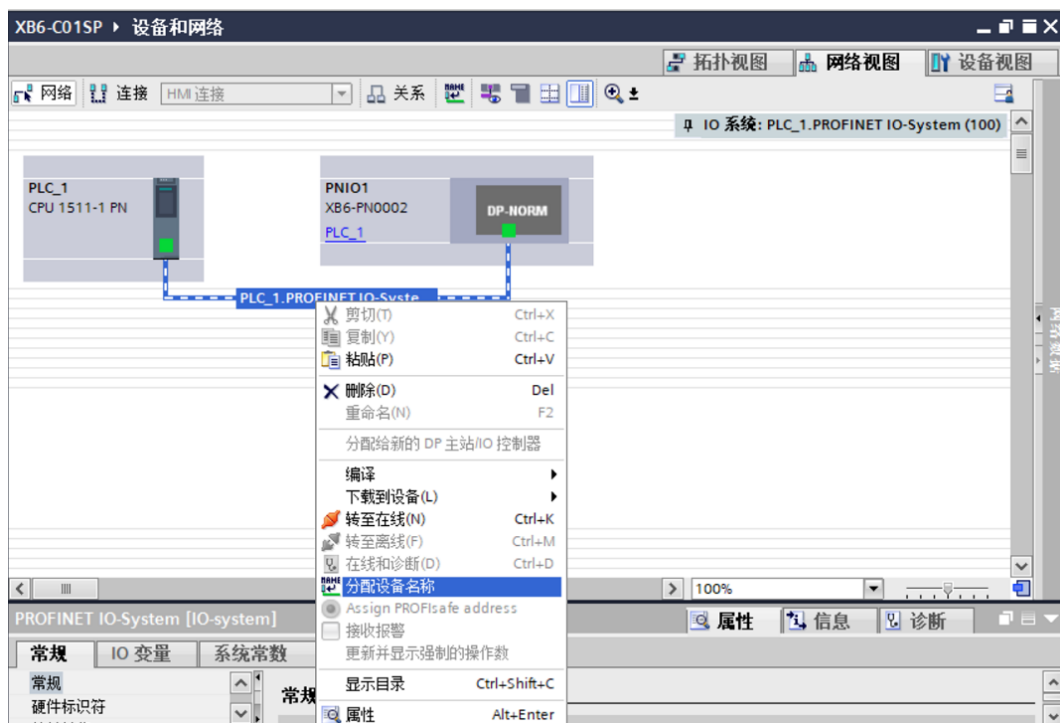 XB6-C01SP ▸ 设备和网络
拓扑视图 网络视图 设备视图
网络 连接 HMI 连接 关系
IO 系统: PLC_1.PROFINET IO-System (100)
PLC_1
CPU 1511-1 PN
PNIO1
XB6-PN0002
PLC_1
DP-NORM
PLC_1.PROFINET IO-Syste...
剪切(T) Ctrl+X
复制(Y) Ctrl+C
粘贴(P) Ctrl+V
删除(D) Del
重命名(N) F2
分配给新的 DP 主站/IO 控制器
编译
下载到设备(L)
转至在线(N) Ctrl+K
转至离线(F) Ctrl+M
在线和诊断(D) Ctrl+D
分配设备名称
Assign PROFIsafe address
接收报警
更新并显示强制的操作数
显示目录 Ctrl+Shift+C
属性 Alt+Enter
100%
PROFINET IO-System [IO-system]
属性 信息 诊断
常规 IO 变量 系统常数
常规
硬件标识符
常规